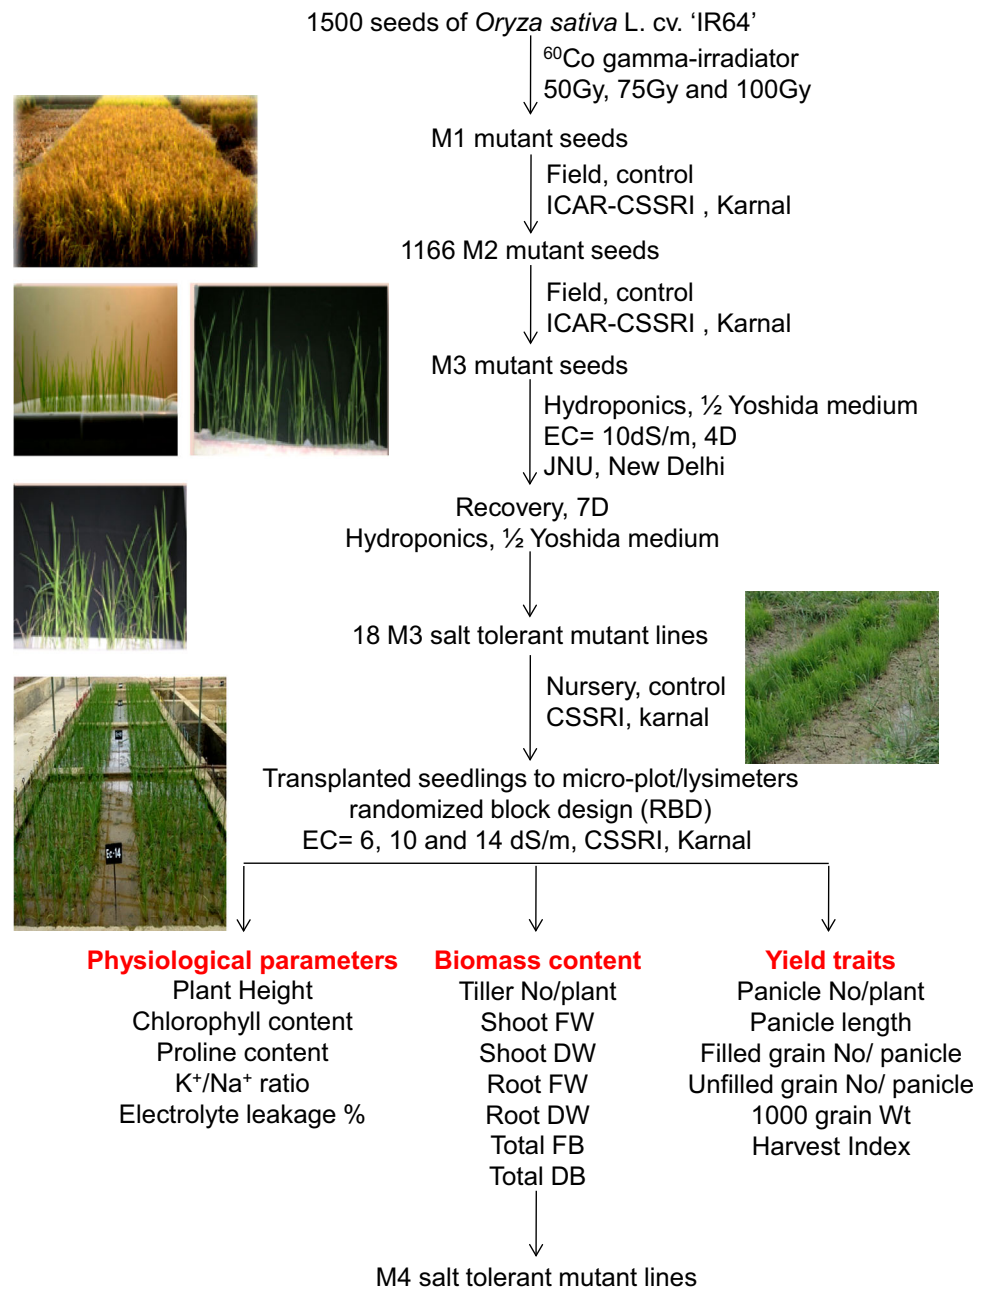 1500 seeds of Oryza sativa L. cv. ‘IR64’
⁶⁰Co gamma-irradiator
50Gy, 75Gy and 100Gy
M1 mutant seeds
Field, control
ICAR-CSSRI , Karnal
1166 M2 mutant seeds
Field, control
ICAR-CSSRI , Karnal
M3 mutant seeds
Hydroponics, ½ Yoshida medium
EC= 10dS/m, 4D
JNU, New Delhi
Recovery, 7D
Hydroponics, ½ Yoshida medium
18 M3 salt tolerant mutant lines
Nursery, control
CSSRI, karnal
Transplanted seedlings to micro-plot/lysimeters
randomized block design (RBD)
EC= 6, 10 and 14 dS/m, CSSRI, Karnal
Ec-14
Physiological parameters
Plant Height
Chlorophyll content
Proline content
K⁺/Na⁺ ratio
Electrolyte leakage %
Biomass content
Tiller No/plant
Shoot FW
Shoot DW
Root FW
Root DW
Total FB
Total DB
Yield traits
Panicle No/plant
Panicle length
Filled grain No/ panicle
Unfilled grain No/ panicle
1000 grain Wt
Harvest Index
M4 salt tolerant mutant lines